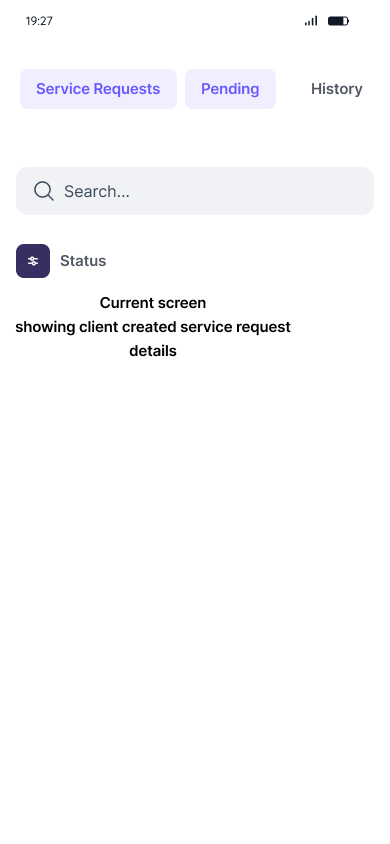 19:27
Service Requests
Pending
History
Search...
Status
Current screen
showing client created service request
details